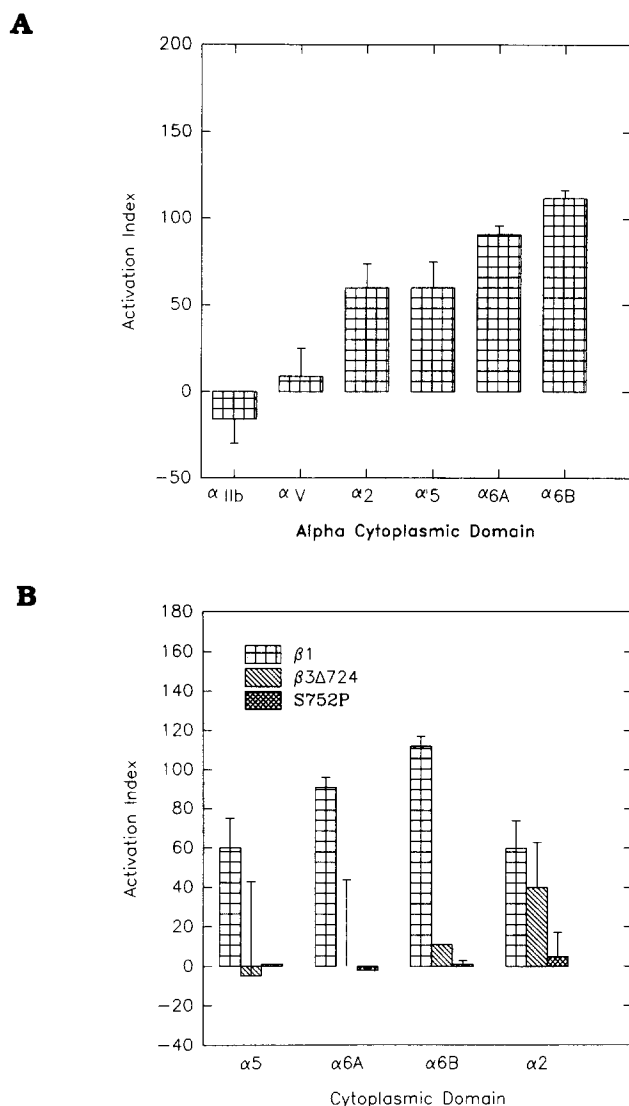 A
200
150
100
50
0
−50
Activation Index
α IIb α V α2 α5 α6A α6B
Alpha Cytoplasmic Domain
B
180
160
140
120
100
80
60
40
20
0
−20
−40
Activation Index
β1
β3Δ724
S752P
α5 α6A α6B α2
Cytoplasmic Domain